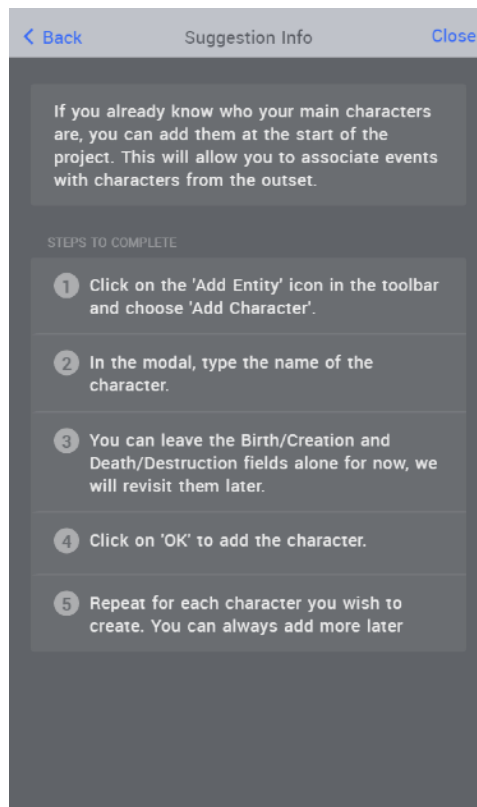 Back Suggestion Info Close
If you already know who your main characters
are, you can add them at the start of the
project. This will allow you to associate events
with characters from the outset.
STEPS TO COMPLETE
1 Click on the 'Add Entity' icon in the toolbar
and choose 'Add Character'.
2 In the modal, type the name of the
character.
3 You can leave the Birth/Creation and
Death/Destruction fields alone for now, we
will revisit them later.
4 Click on 'OK' to add the character.
5 Repeat for each character you wish to
create. You can always add more later